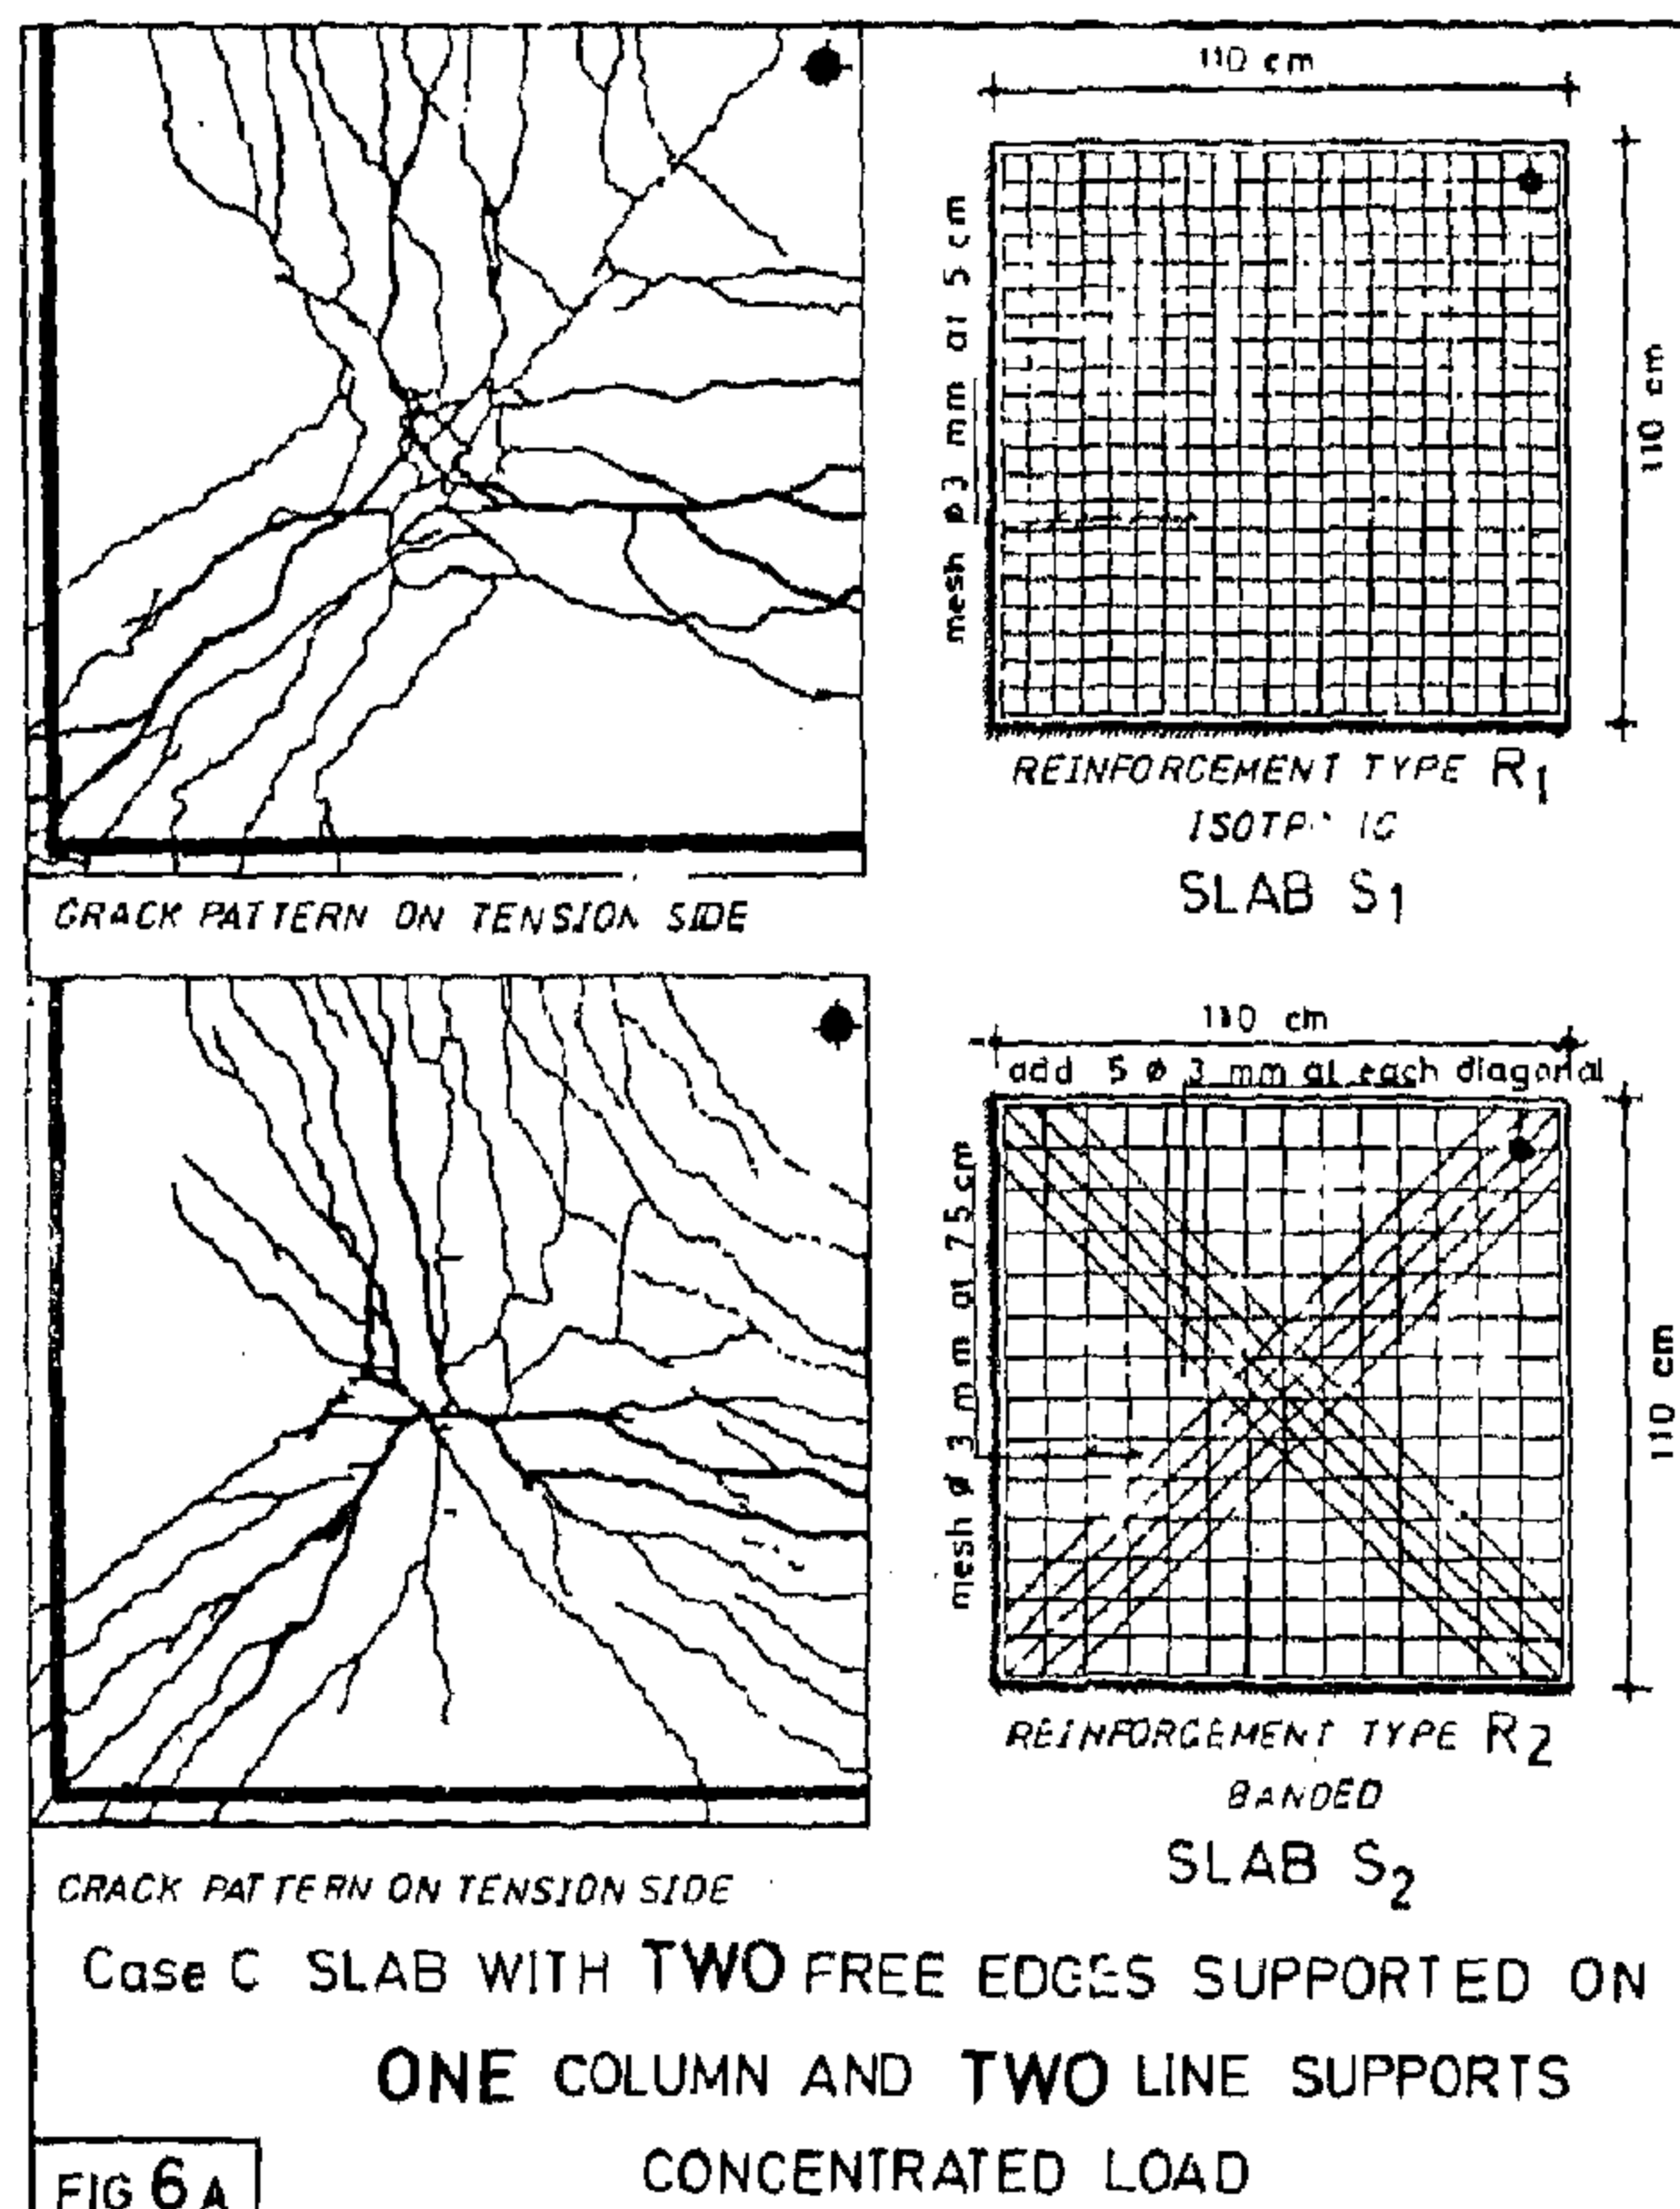 110 cm
mesh φ 3 mm at 5 cm
110 cm
REINFORCEMENT TYPE R1
SLAB S1
CRACK PATTERN ON TENSION SIDE
110 cm
add 5 ø 3 mm at each diagonal
mesh ø 3 mm at 7 5 cm
110 cm
REINFORCEMENT TYPE R2
BANDED
SLAB S2
CRACK PATTERN ON TENSION SIDE
Case C SLAB WITH TWO FREE EDGES SUPPORTED ON
ONE COLUMN AND TWO LINE SUPPORTS
CONCENTRATED LOAD
FIG 6A